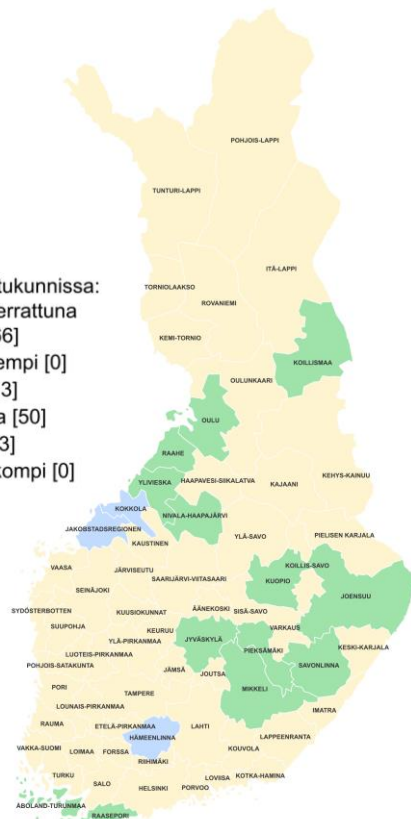 tukunnissa:
errattuna
66]
empi [0]
3]
a [50]
3]
kompi [0]
POHJOIS-LAPPI
TUNTURI-LAPPI
ITÄ-LAPPI
TORNIOLAAKSO
ROVANIEMI
KEMI-TORNIO
KOILLISMAA
OULUNKAARI
OULU
RAAHE
YLIVIESKA
HAAPAVESI-SIIKALATVA
KAJAANI
KEHYS-KAINUU
KOKKOLA
NIVALA-HAAPAJÄRVI
JAKOBSTADSREGIONEN
KAUSTINEN
YLÄ-SAVO
PIELISEN KARJALA
VAASA
JÄRVISEUTU
SAARIJÄRVI-VIITASAARI
KOILLIS-SAVO
KUOPIO
SEINÄJOKI
JOENSUU
SYDÖSTERBOTTEN
KUUSIOKUNNAT
ÄÄNEKOSKI
SISÄ-SAVO
SUUPOHJA
KEURUU
VARKAUS
YLÄ-PIRKANMAA
JYVÄSKYLÄ
KESKI-KARJALA
LUOTEIS-PIRKANMAA
PIEKSÄMÄKI
POHJOIS-SATAKUNTA
JÄMSÄ
JOUTSA
SAVONLINNA
PORI
TAMPERE
MIKKELI
LOUNAIS-PIRKANMAA
IMATRA
RAUMA
ETELÄ-PIRKANMAA
LAHTI
HÄMEENLINNA
LAPPEENRANTA
VAKKA-SUOMI
LOIMAA
FORSSA
KOUVOLA
RIIHIMÄKI
TURKU
LOVIISA
KOTKA-HAMINA
SALO
HELSINKI
PORVOO
ÅBOLAND-TURUNMAA
RAASEPORI